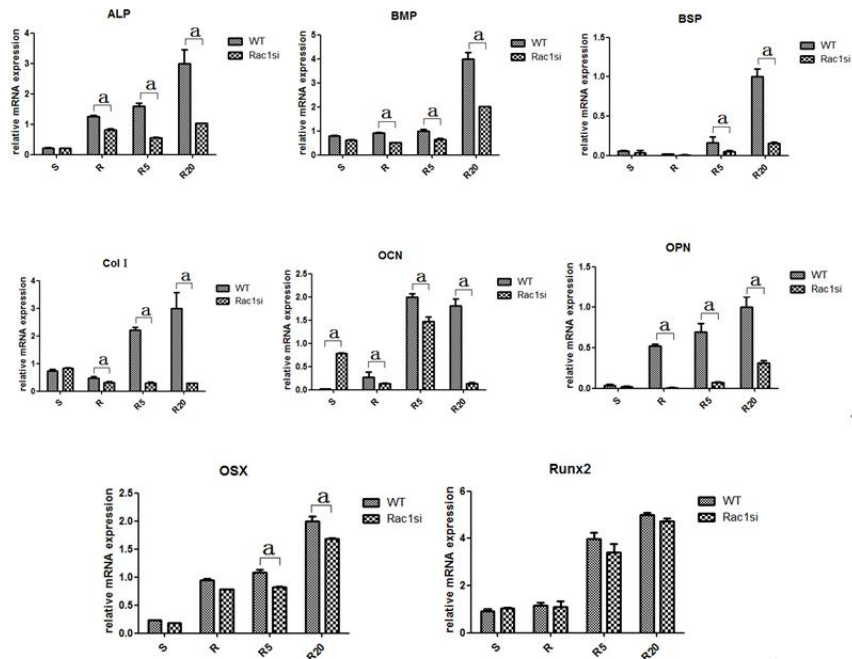 ALP
relative mRNA expression
4
3
2
1
0
a
a
a
WT
Rac1si
S
R
R5
R20
BMP
relative mRNA expression
5
4
3
2
1
0
a
a
a
WT
Rac1si
S
R
R5
R20
BSP
relative mRNA expression
1.5
1.0
0.5
0.0
a
a
WT
Rac1si
S
R
R5
R20
Col I
relative mRNA expression
4
3
2
1
0
a
a
a
WT
Rac1si
S
R
R5
R20
OCN
relative mRNA expression
2.5
2.0
1.5
1.0
0.5
0.0
a
a
a
a
WT
Rac1si
S
R
R5
R20
OPN
relative mRNA expression
1.5
1.0
0.5
0.0
a
a
a
WT
Rac1si
S
R
R5
R20
OSX
relative mRNA expression
2.5
2.0
1.5
1.0
0.5
0.0
a
a
WT
Rac1si
S
R
R5
R20
Runx2
relative mRNA expression
6
4
2
0
WT
Rac1si
S
R
R5
R20